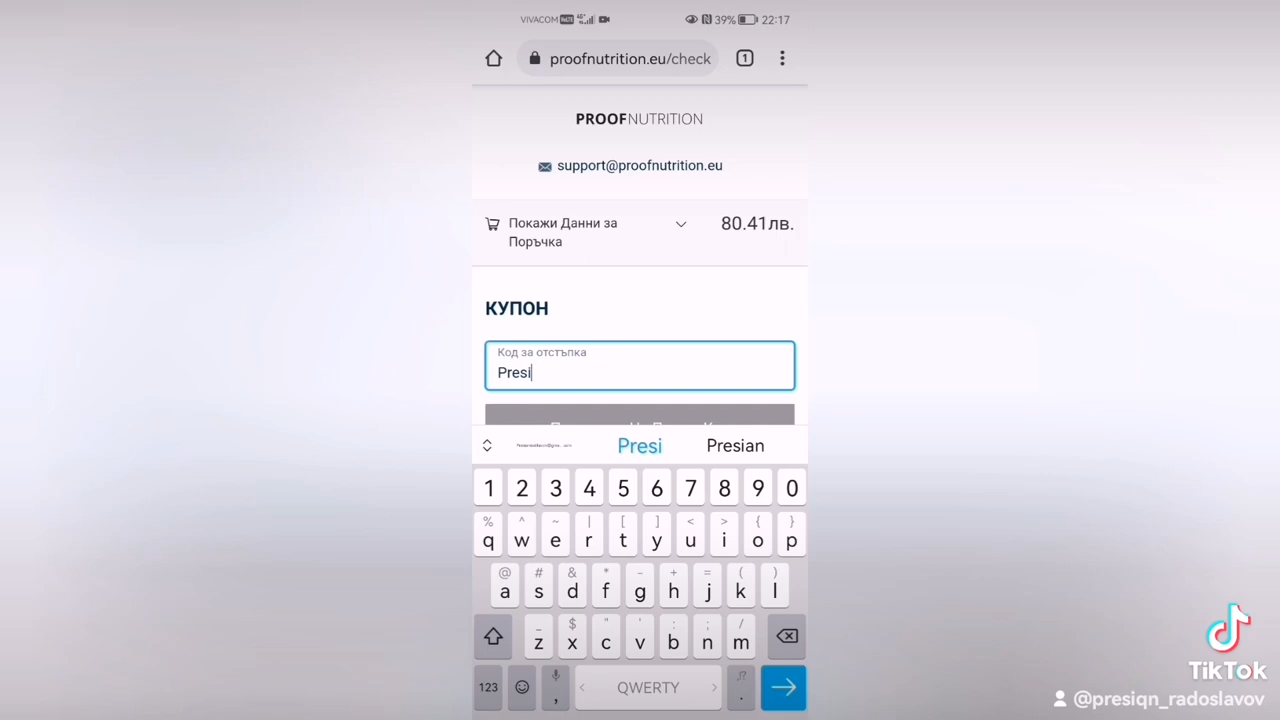 VIVACOM 39% 22:17
proofnutrition.eu/check 1
PROOFNUTRITION
support@proofnutrition.eu
Покажи Данни за
Поръчка
80.41лв.
КУПОН
Код за отстъпка
Presi
Presi Presian
1 2 3 4 5 6 7 8 9 0
% ^ ~ | [ ] < > { }
q w e r t y u i o p
@ # & * - + = ( )
a s d f g h j k l
_ $ " ' : ; /
z x c v b n m
123 , QWERTY .
TikTok
@presiqn_radoslavov